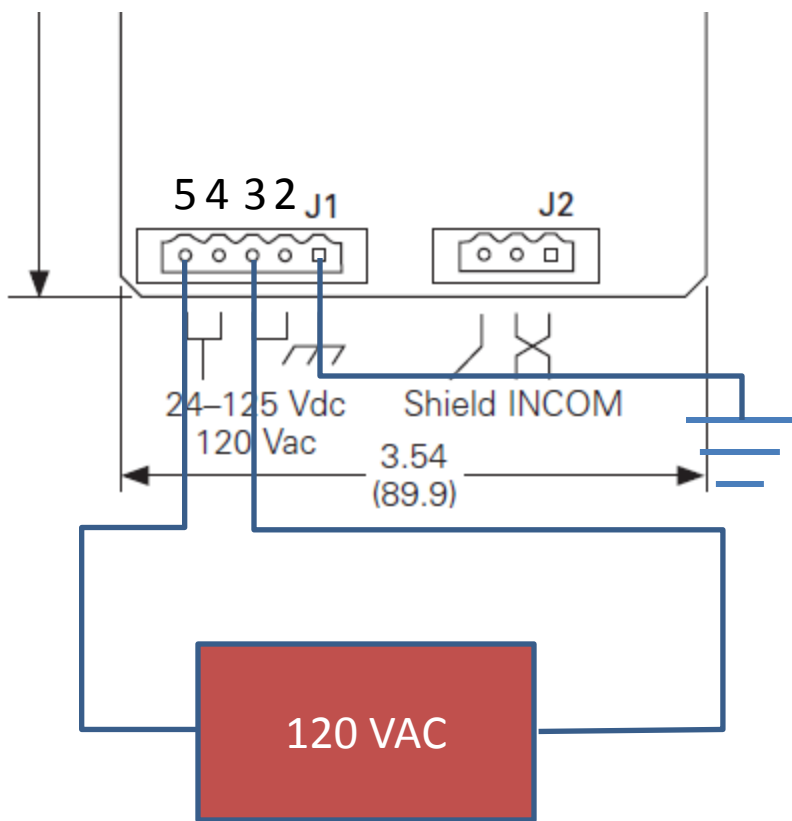 5 4 3 2 J1
J2
24–125 Vdc
120 Vac
Shield INCOM
3.54
(89.9)
120 VAC